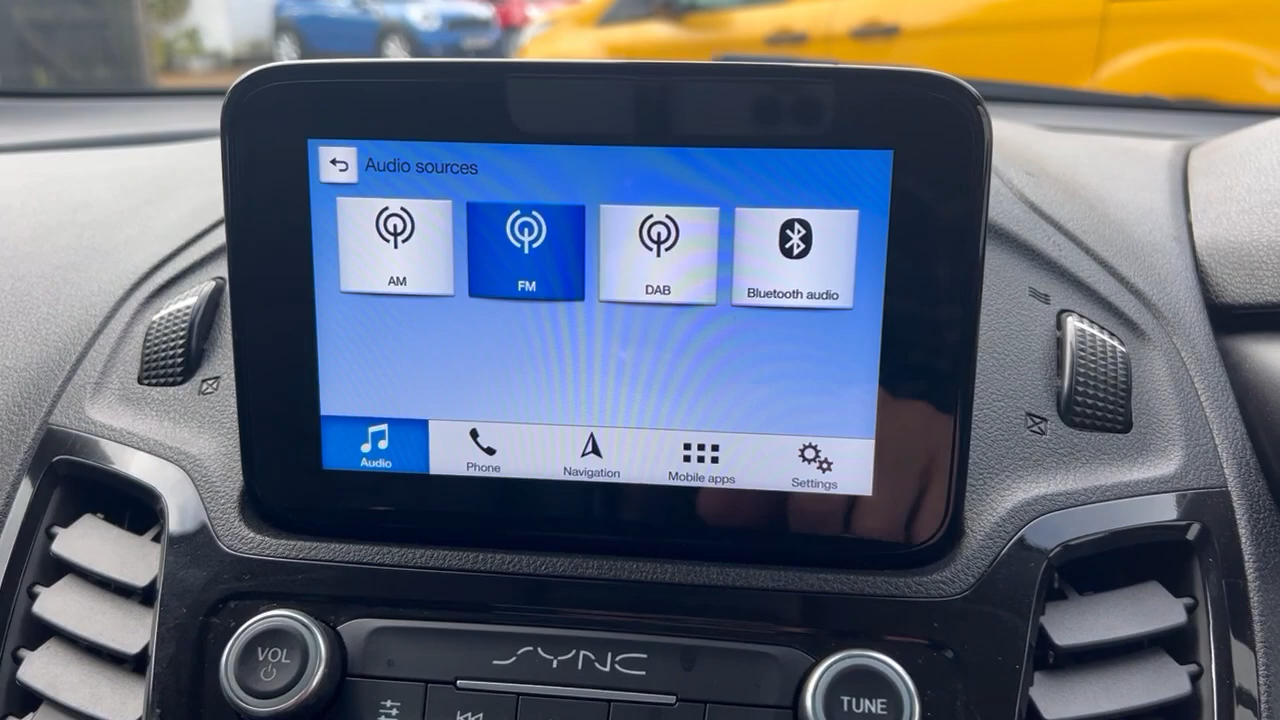 Audio sources
AM
FM
DAB
Bluetooth audio
Audio
Phone
Navigation
Mobile apps
Settings
SYNC
VOL
TUNE